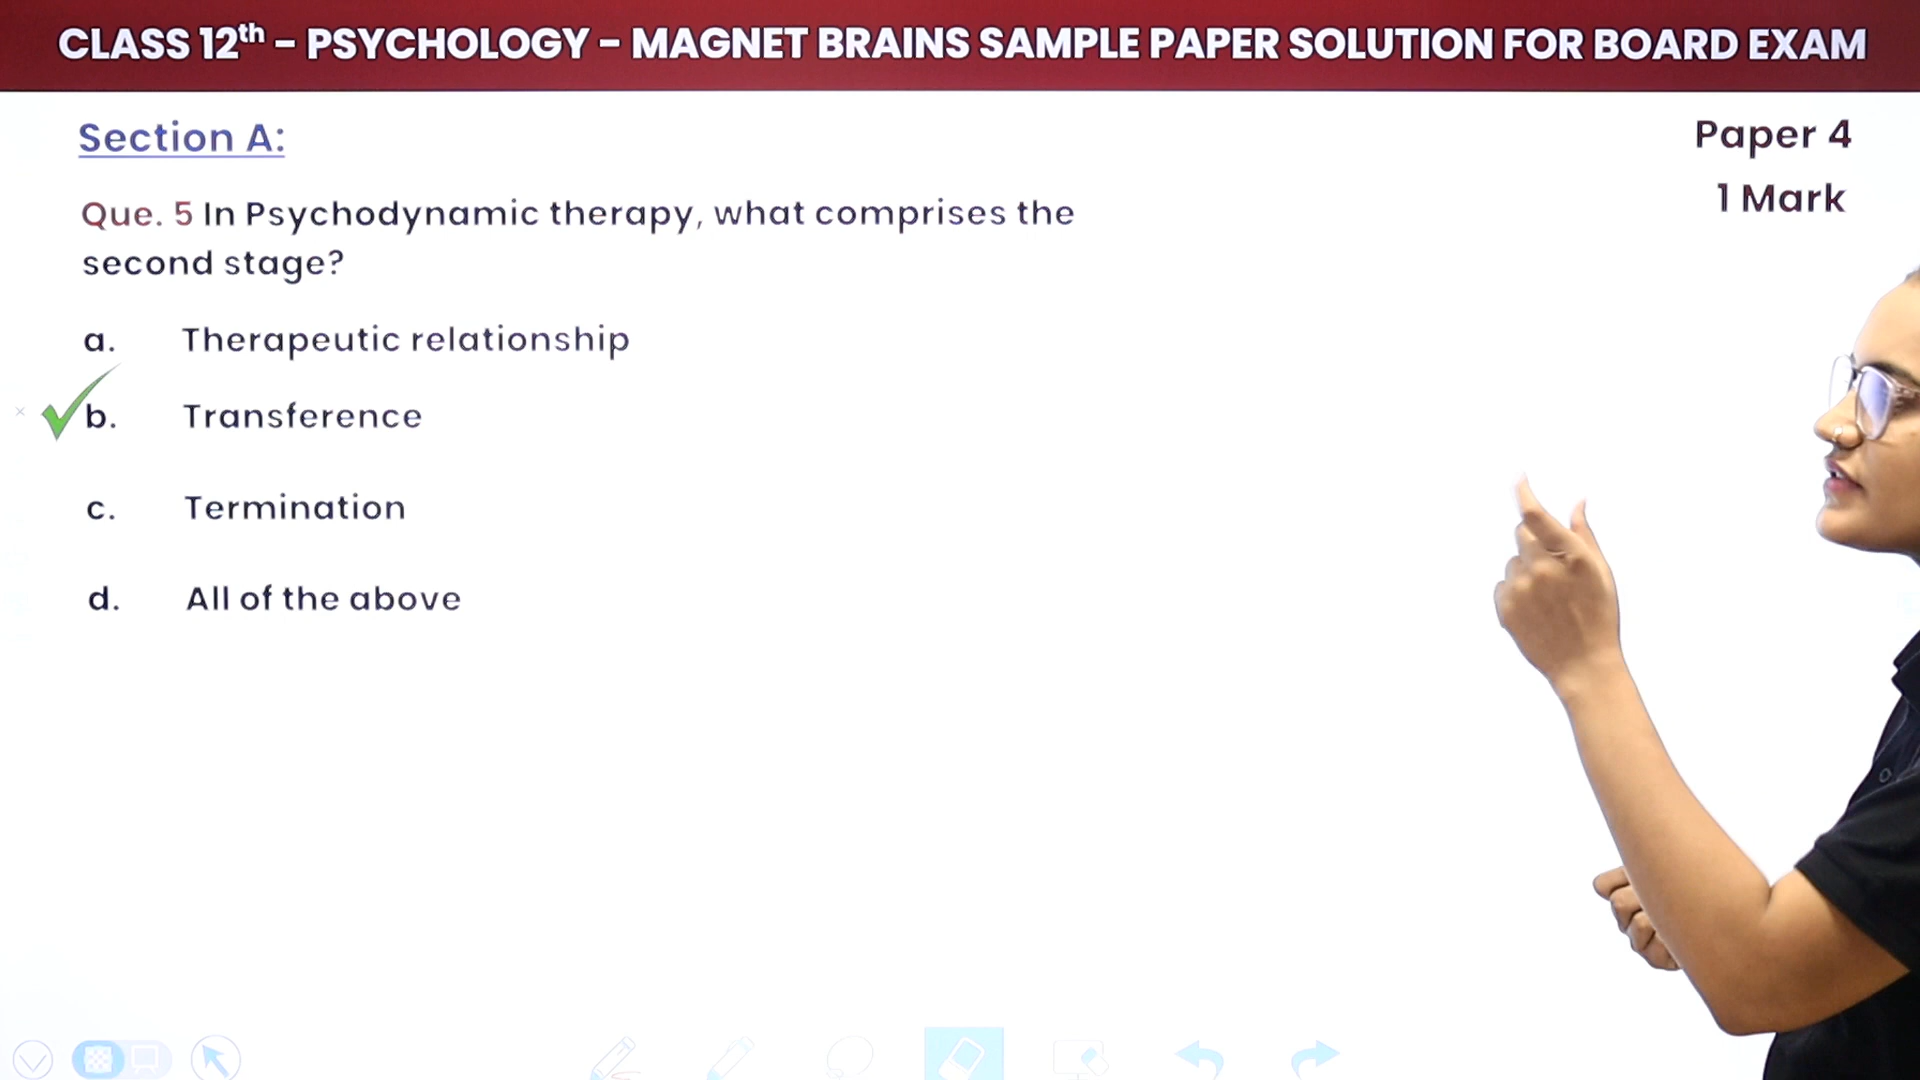 CLASS 12th - PSYCHOLOGY - MAGNET BRAINS SAMPLE PAPER SOLUTION FOR BOARD EXAM
Section A:
Paper 4
1 Mark
Que. 5 In Psychodynamic therapy, what comprises the
second stage?
a. Therapeutic relationship
b. Transference
c. Termination
d. All of the above